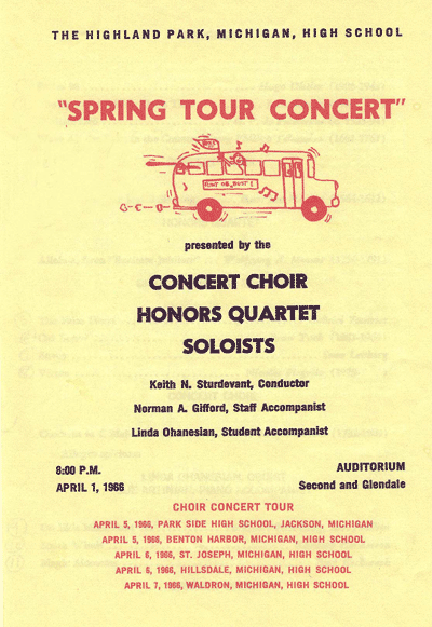 THE HIGHLAND PARK, MICHIGAN, HIGH SCHOOL
"SPRING TOUR CONCERT"
presented by the
CONCERT CHOIR
HONORS QUARTET
SOLOISTS
Keith N. Sturdevant, Conductor
Norman A. Gifford, Staff Accompanist
Linda Ohanesian, Student Accompanist
8:00 P.M. AUDITORIUM
APRIL 1, 1966 Second and Glendale
CHOIR CONCERT TOUR
APRIL 5, 1966, PARK SIDE HIGH SCHOOL, JACKSON, MICHIGAN
APRIL 5, 1966, BENTON HARBOR, MICHIGAN, HIGH SCHOOL
APRIL 6, 1966, ST. JOSEPH, MICHIGAN, HIGH SCHOOL
APRIL 6, 1966, HILLSDALE, MICHIGAN, HIGH SCHOOL
APRIL 7, 1966, WALDRON, MICHIGAN, HIGH SCHOOL